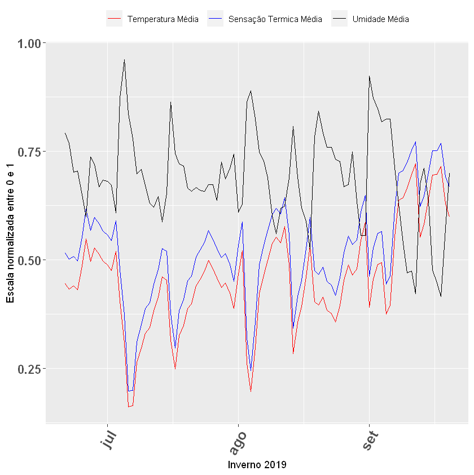 Temperatura Média Sensação Termica Média Umidade Média
1.00
0.75
0.50
0.25
Escala normalizada entre 0 e 1
jul ago set
Inverno 2019